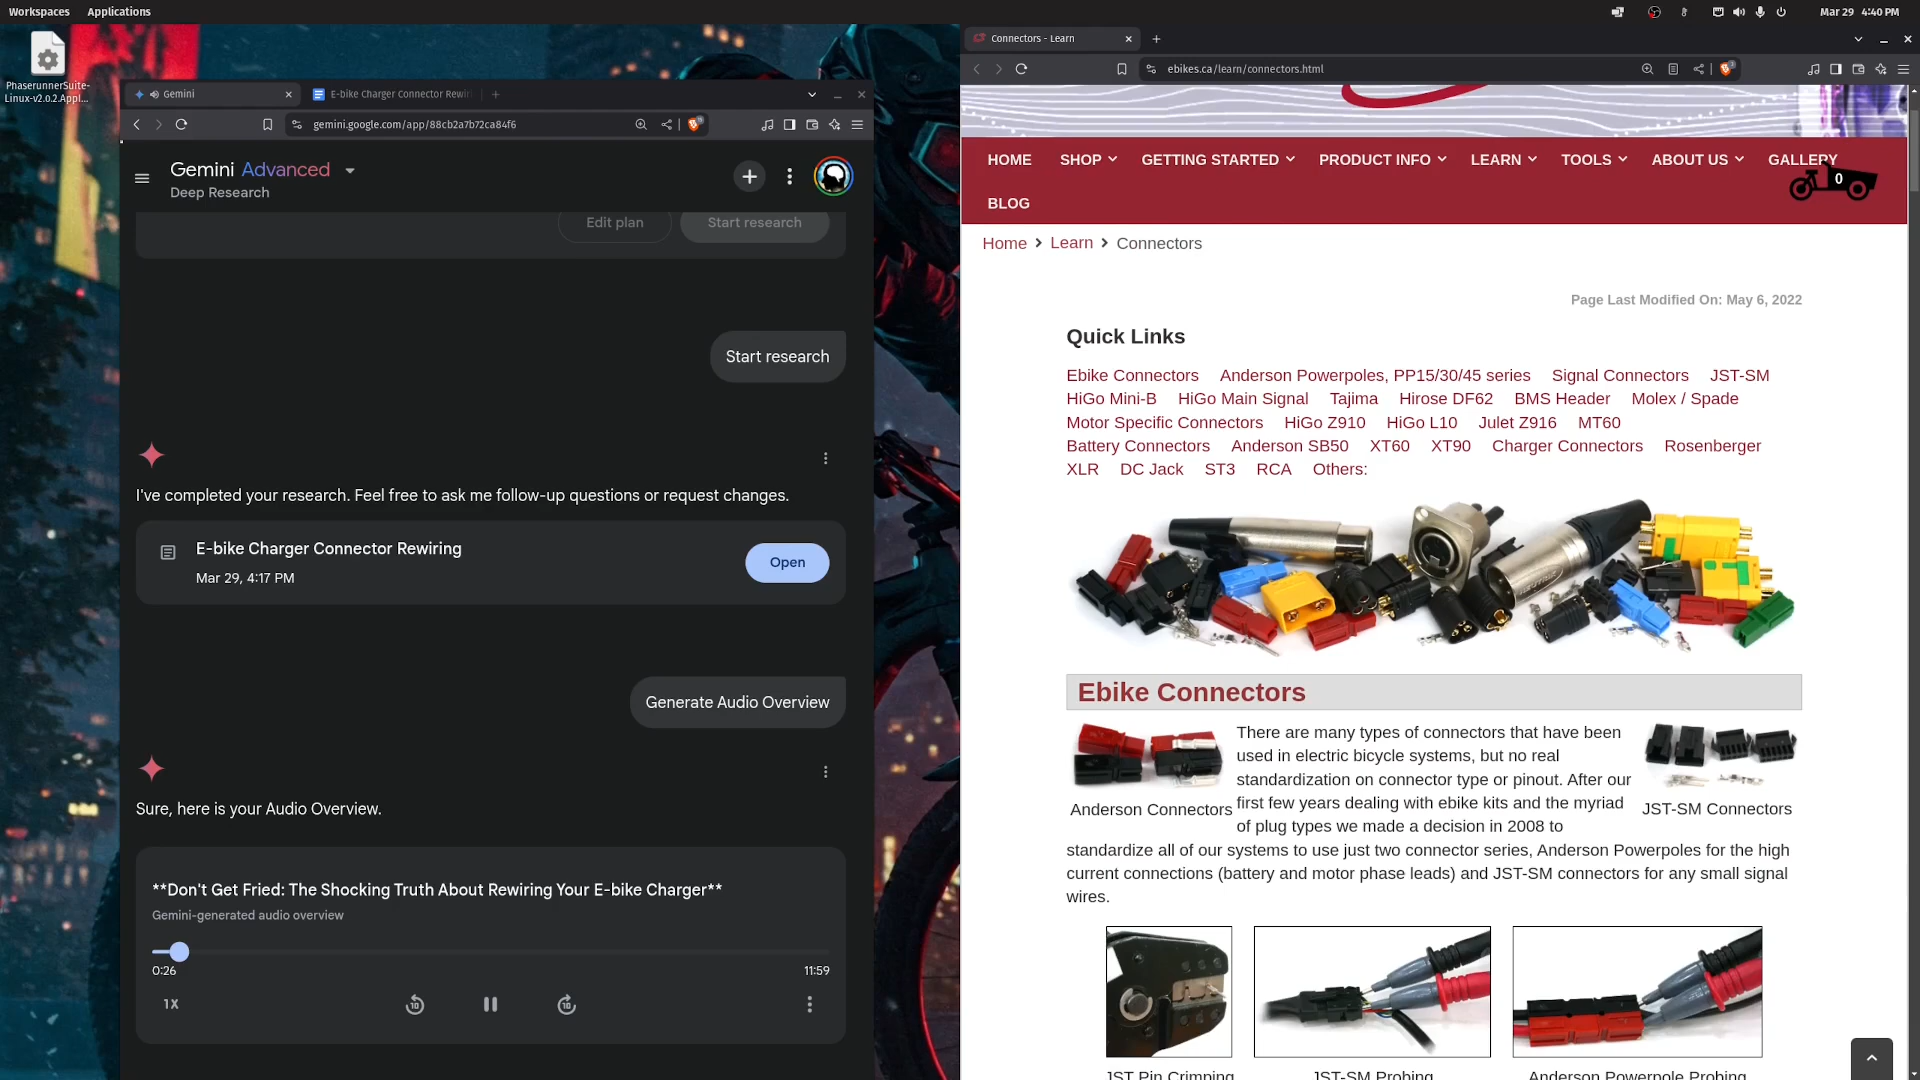 Workspaces Applications
Mar 29 4:40 PM
PhaserunnerSuite-
Linux-v2.0.2.Appl...
Gemini
E-bike Charger Connector Rewiri
gemini.google.com/app/88cb2a7b72ca84f6
Gemini Advanced
Deep Research
Edit plan
Start research
Start research
I've completed your research. Feel free to ask me follow-up questions or request changes.
E-bike Charger Connector Rewiring
Mar 29, 4:17 PM
Open
Generate Audio Overview
Sure, here is your Audio Overview.
**Don't Get Fried: The Shocking Truth About Rewiring Your E-bike Charger**
Gemini-generated audio overview
0:26
11:59
1X
10
10
Connectors - Learn
ebikes.ca/learn/connectors.html
HOME SHOP GETTING STARTED PRODUCT INFO LEARN TOOLS ABOUT US GALLERY
0
BLOG
Home Learn Connectors
Page Last Modified On: May 6, 2022
Quick Links
Ebike Connectors Anderson Powerpoles, PP15/30/45 series Signal Connectors JST-SM
HiGo Mini-B HiGo Main Signal Tajima Hirose DF62 BMS Header Molex / Spade
Motor Specific Connectors HiGo Z910 HiGo L10 Julet Z916 MT60
Battery Connectors Anderson SB50 XT60 XT90 Charger Connectors Rosenberger
XLR DC Jack ST3 RCA Others:
Ebike Connectors
Anderson Connectors
JST-SM Connectors
There are many types of connectors that have been
used in electric bicycle systems, but no real
standardization on connector type or pinout. After our
first few years dealing with ebike kits and the myriad
of plug types we made a decision in 2008 to
standardize all of our systems to use just two connector series, Anderson Powerpoles for the high
current connections (battery and motor phase leads) and JST-SM connectors for any small signal
wires.
JST Pin Crimping
JST-SM Probing
Anderson Powerpole Probing